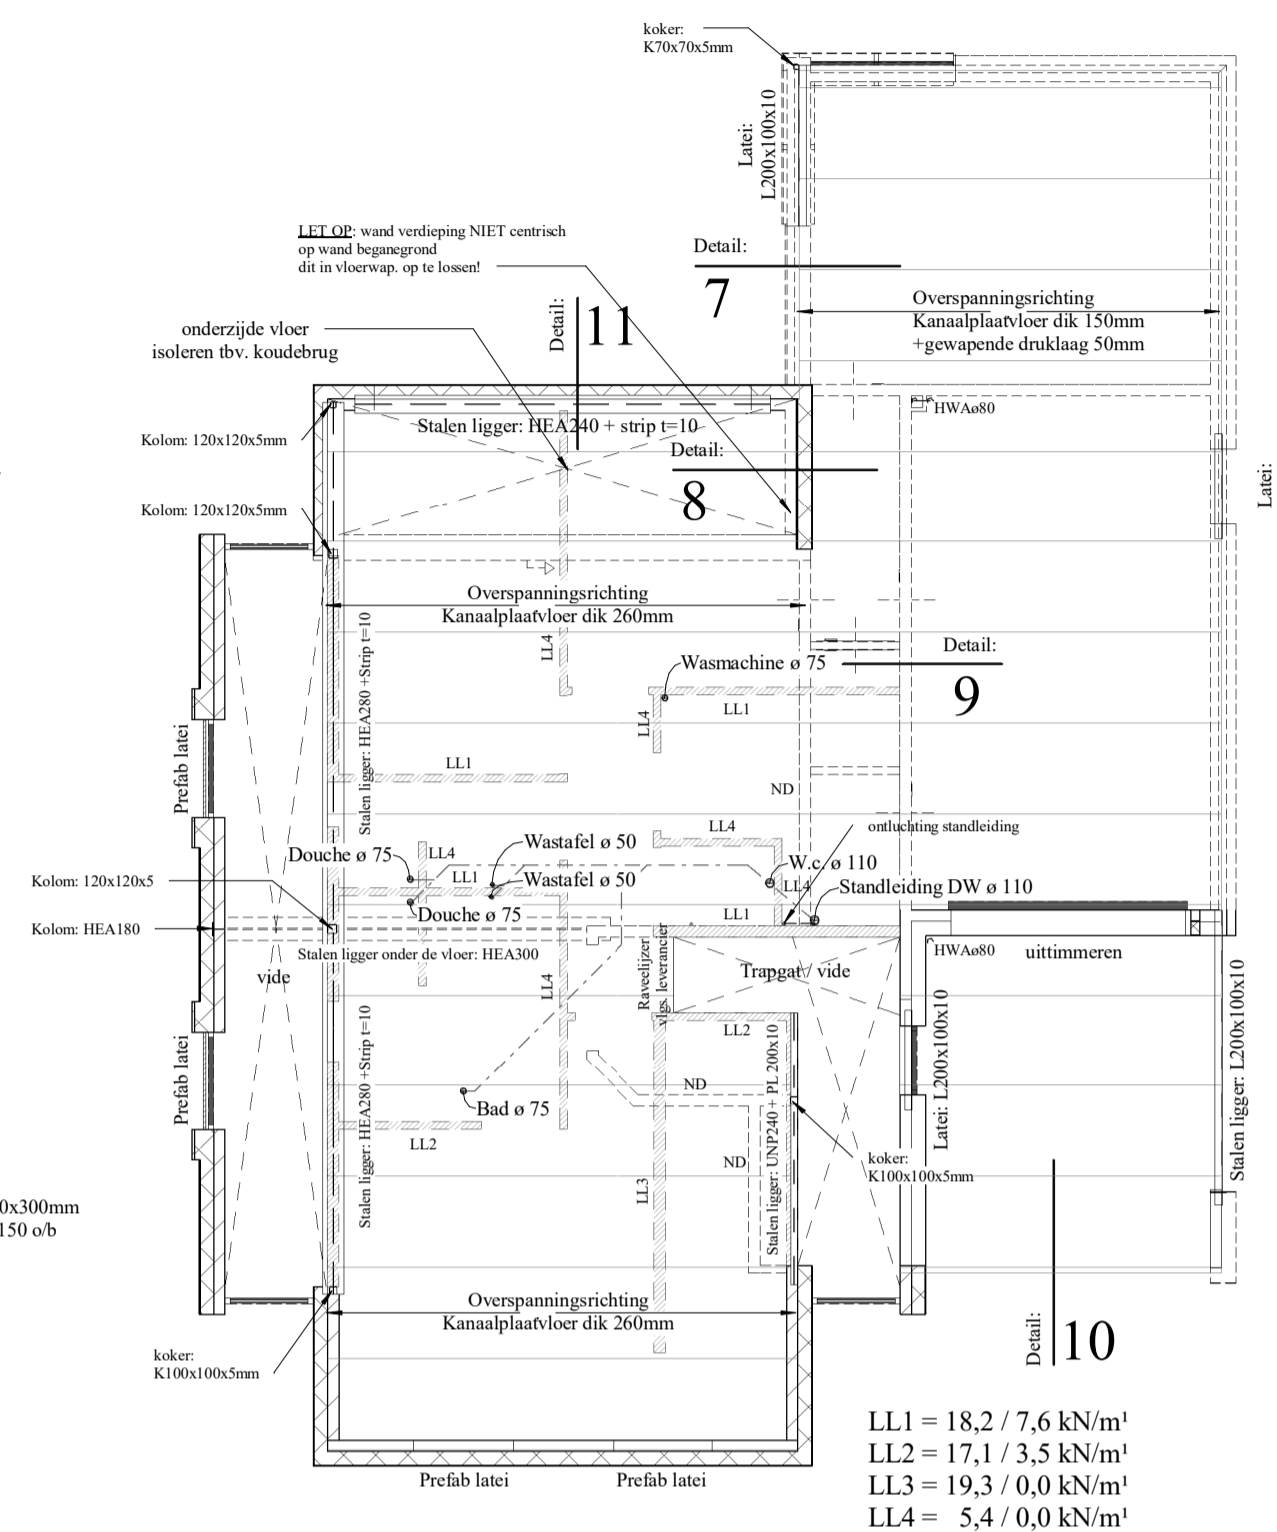 koker:
K70x70x5mm
Latei:
L200x100x10
LET OP: wand verdieping NIET centrisch
op wand beganegrond
dit in vloerwap. op te lossen!
Detail:
7
Detail:
11
Overspanningsrichting
Kanaalplaatvloer dik 150mm
+gewapende druklaag 50mm
onderzijde vloer
isoleren tbv. koudebrug
HWAø80
Kolom: 120x120x5mm
Stalen ligger: HEA240 + strip t=10
Detail:
8
Latei:
Kolom: 120x120x5mm
Overspanningsrichting
Kanaalplaatvloer dik 260mm
Stalen ligger: HEA280 +Strip t=10
LL4
Wasmachine ø 75
Detail:
9
LL4
LL1
Prefab latei
LL1
ND
LL4
ontluchting standleiding
Douche ø 75
LL4
Wastafel ø 50
LL1
Wastafel ø 50
W.c. ø 110
LL4
Standleiding DW ø 110
Kolom: 120x120x5
Douche ø 75
LL1
Kolom: HEA180
Stalen ligger onder de vloer: HEA300
vide
Raveelijzer
vlgs. leverancier
Trapgat / vide
HWAø80
uittimmeren
LL4
LL2
Stalen ligger: HEA280 +Strip t=10
Prefab latei
Stalen ligger: UNP240 + PL 200x10
Latei: L200x100x10
Stalen ligger: L200x100x10
ND
Bad ø 75
LL2
ND
LL3
koker:
K100x100x5mm
0x300mm
150 o/b
Overspanningsrichting
Kanaalplaatvloer dik 260mm
Detail:
10
koker:
K100x100x5mm
Prefab latei
Prefab latei
LL1 = 18,2 / 7,6 kN/m¹
LL2 = 17,1 / 3,5 kN/m¹
LL3 = 19,3 / 0,0 kN/m¹
LL4 = 5,4 / 0,0 kN/m¹